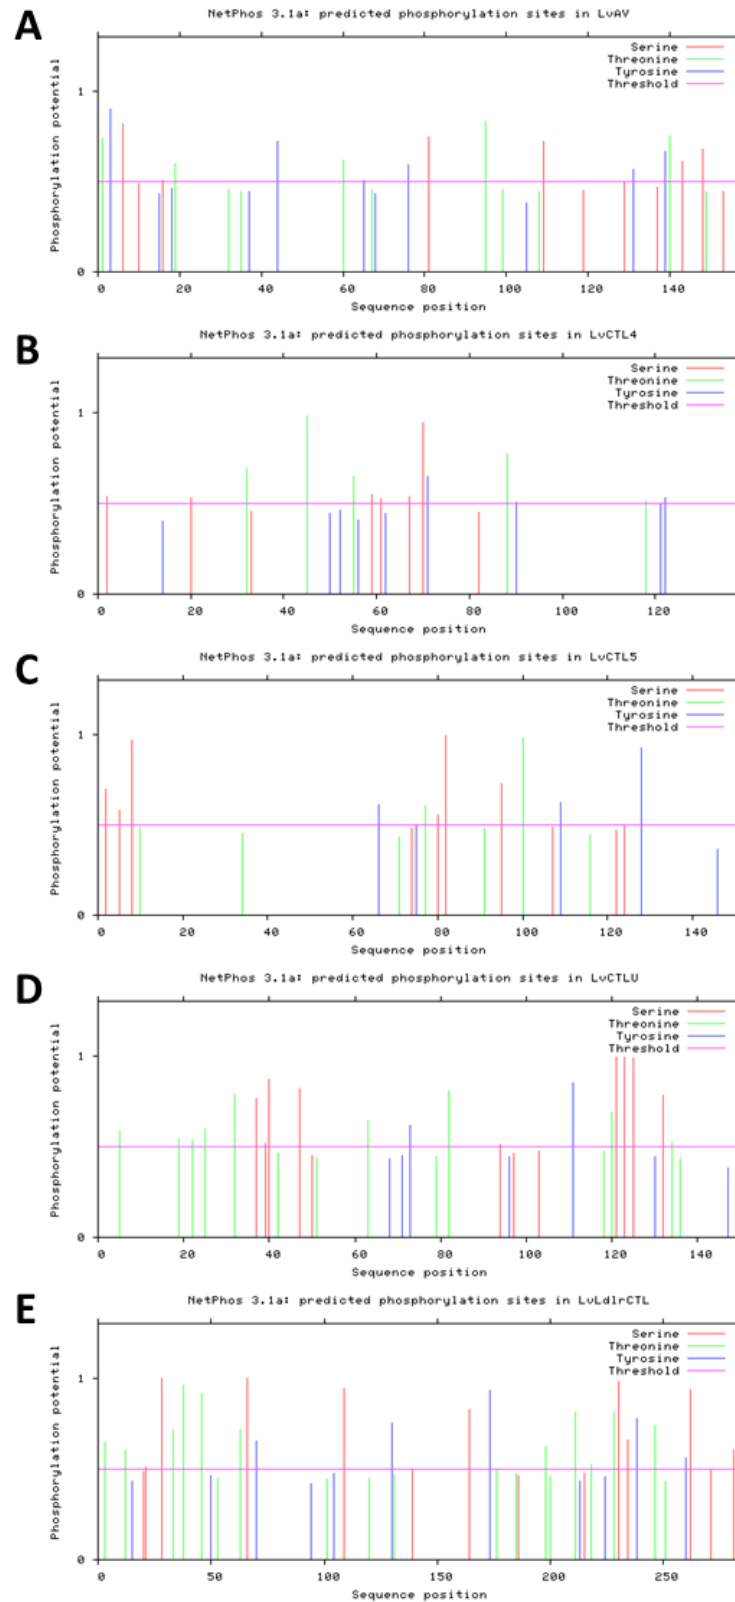 A
NetPhos 3.1a: predicted phosphorylation sites in LvAV
Phosphorylation potential
1
0
Serine
Threonine
Tyrosine
Threshold
0 20 40 60 80 100 120 140
Sequence position
B
NetPhos 3.1a: predicted phosphorylation sites in LvCTL4
Phosphorylation potential
1
0
Serine
Threonine
Tyrosine
Threshold
0 20 40 60 80 100 120
Sequence position
C
NetPhos 3.1a: predicted phosphorylation sites in LvCTL5
Phosphorylation potential
1
0
Serine
Threonine
Tyrosine
Threshold
0 20 40 60 80 100 120 140
Sequence position
D
NetPhos 3.1a: predicted phosphorylation sites in LvCTLU
Phosphorylation potential
1
0
Serine
Threonine
Tyrosine
Threshold
0 20 40 60 80 100 120 140
Sequence position
E
NetPhos 3.1a: predicted phosphorylation sites in LvLdlrCTL
Phosphorylation potential
1
0
Serine
Threonine
Tyrosine
Threshold
0 50 100 150 200 250
Sequence position